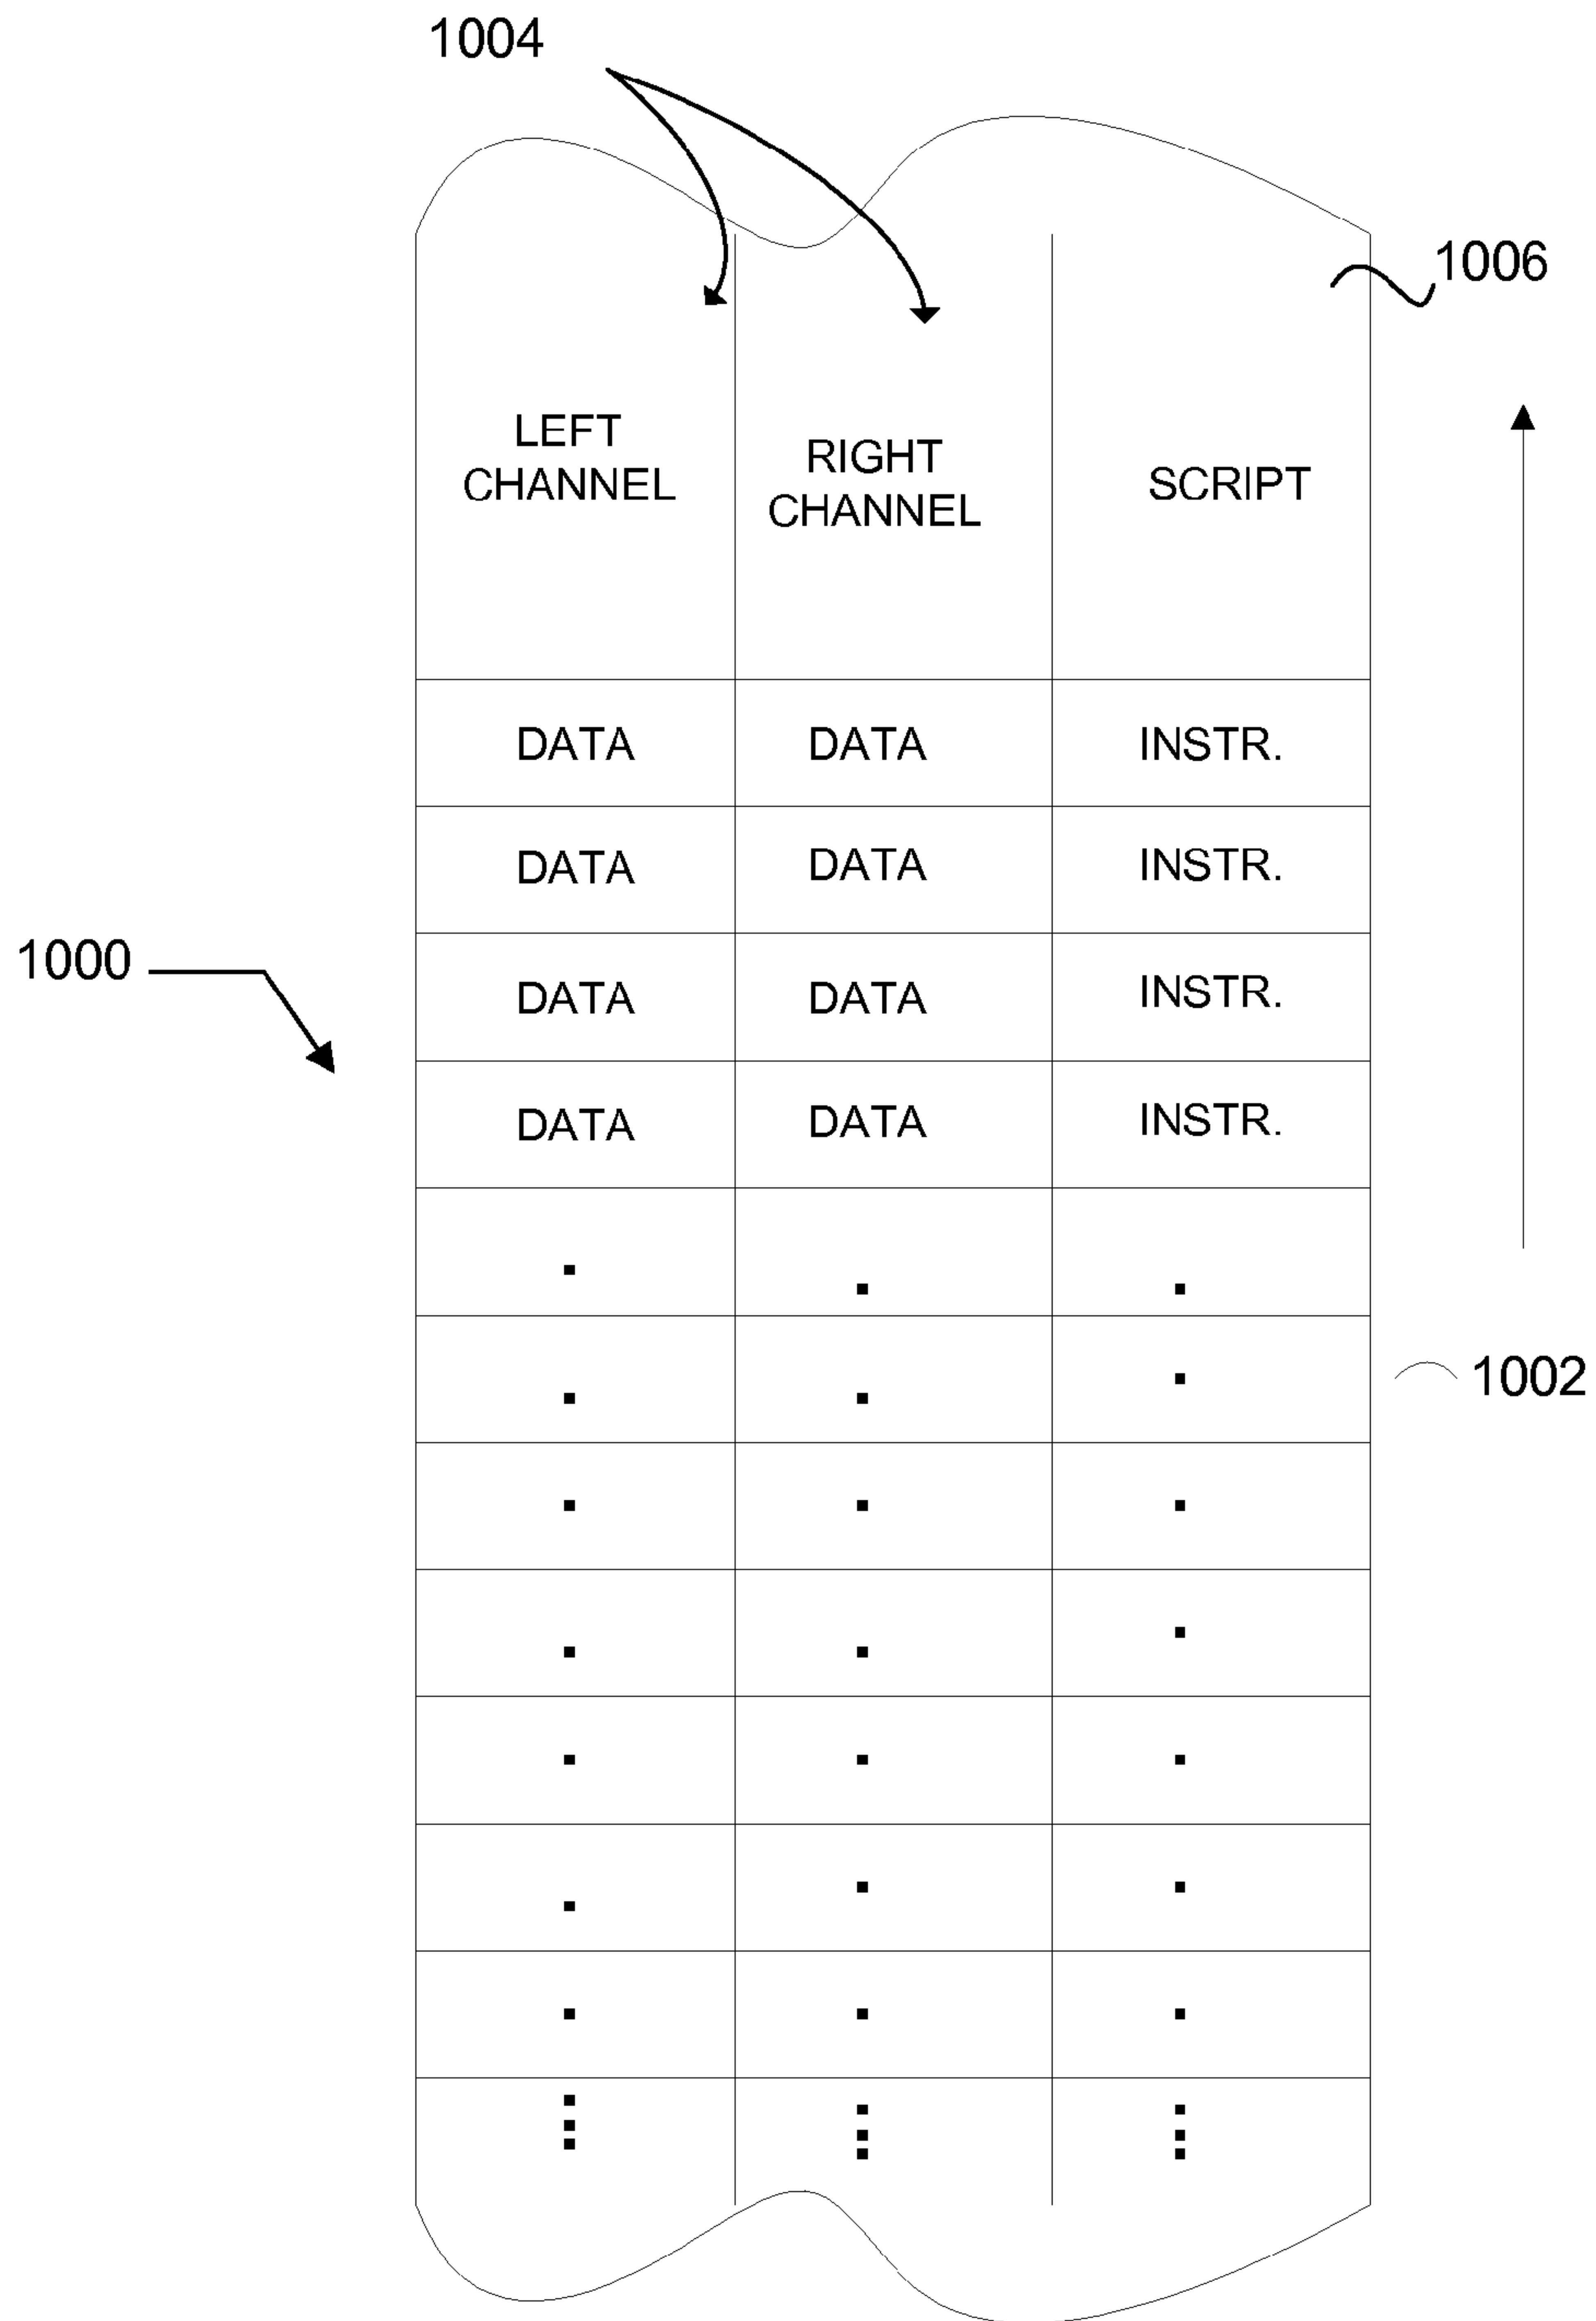 1004
1006
LEFT
CHANNEL
RIGHT
CHANNEL
SCRIPT
DATA DATA INSTR.
DATA DATA INSTR.
1000
DATA DATA INSTR.
DATA DATA INSTR.
1002